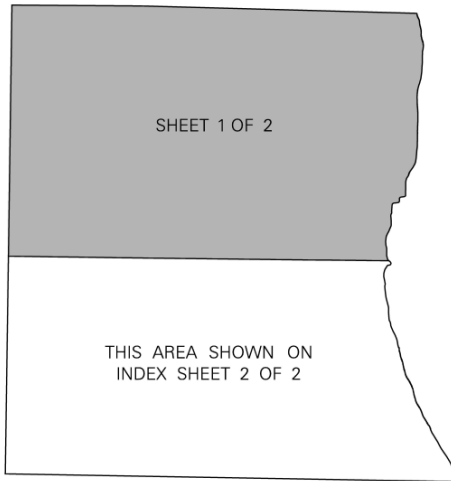 SHEET 1 OF 2
THIS AREA SHOWN ON
INDEX SHEET 2 OF 2